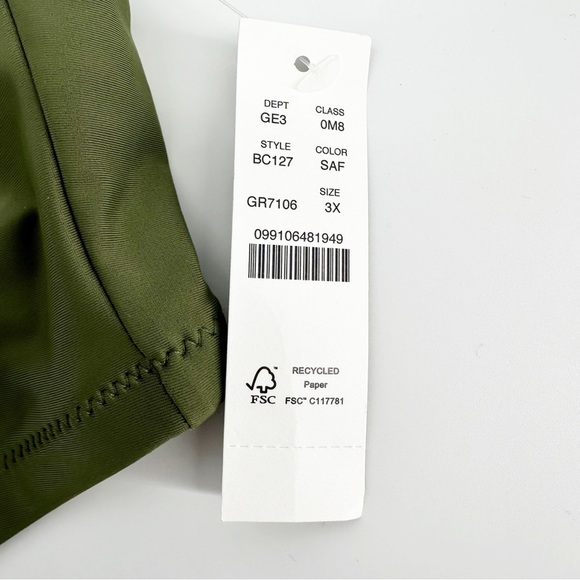 DEPT CLASS
GE3 0M8
STYLE COLOR
BC127 SAF
SIZE
GR7106 3X
099106481949
RECYCLED
Paper
FSC FSC™ C117781